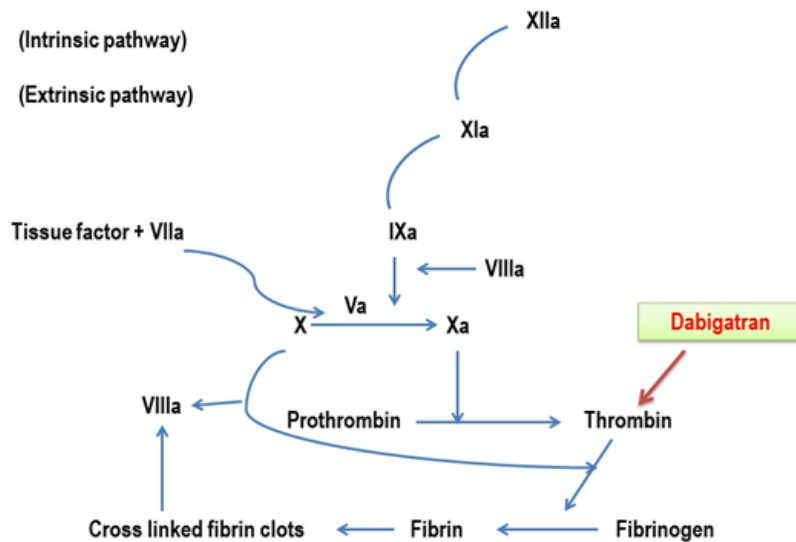 XIIa
(Intrinsic pathway)
(Extrinsic pathway)
XIa
Tissue factor + VIIa
IXa
VIIIa
Va
X
Xa
Dabigatran
VIIIa
Prothrombin
Thrombin
Cross linked fibrin clots
Fibrin
Fibrinogen